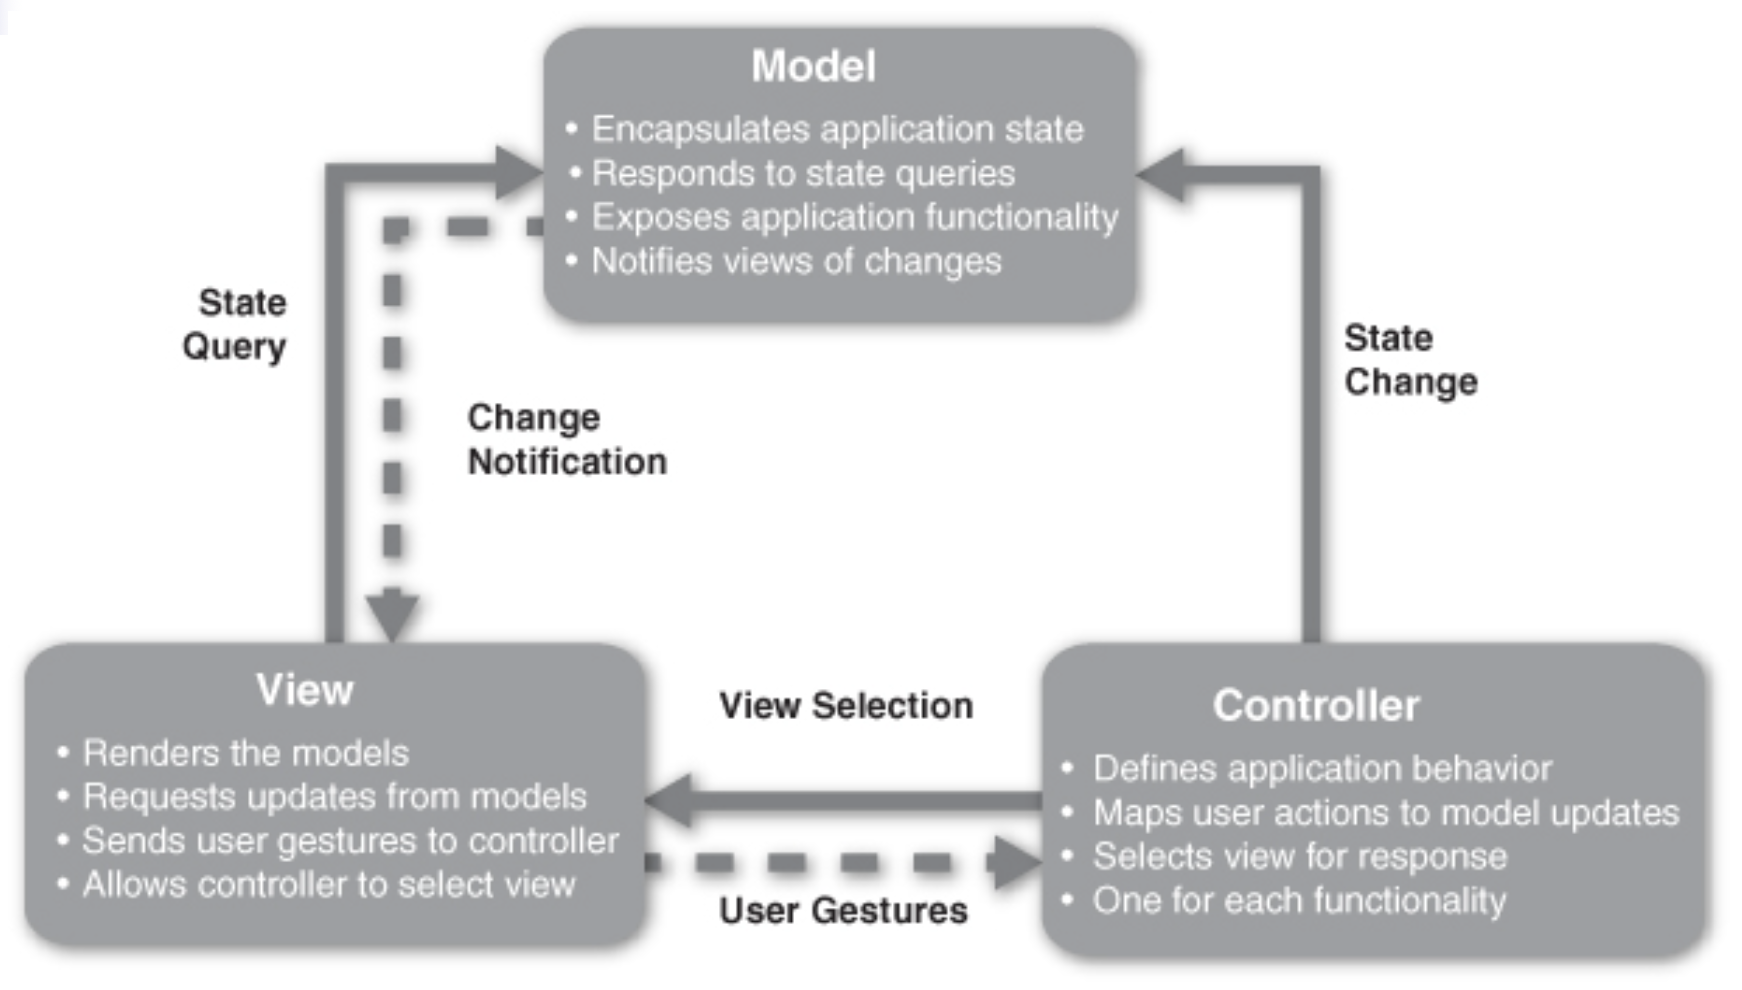 Model
• Encapsulates application state
• Responds to state queries
• Exposes application functionality
• Notifies views of changes
State
Query
Change
Notification
State
Change
View
• Renders the models
• Requests updates from models
• Sends user gestures to controller
• Allows controller to select view
View Selection
User Gestures
Controller
• Defines application behavior
• Maps user actions to model updates
• Selects view for response
• One for each functionality